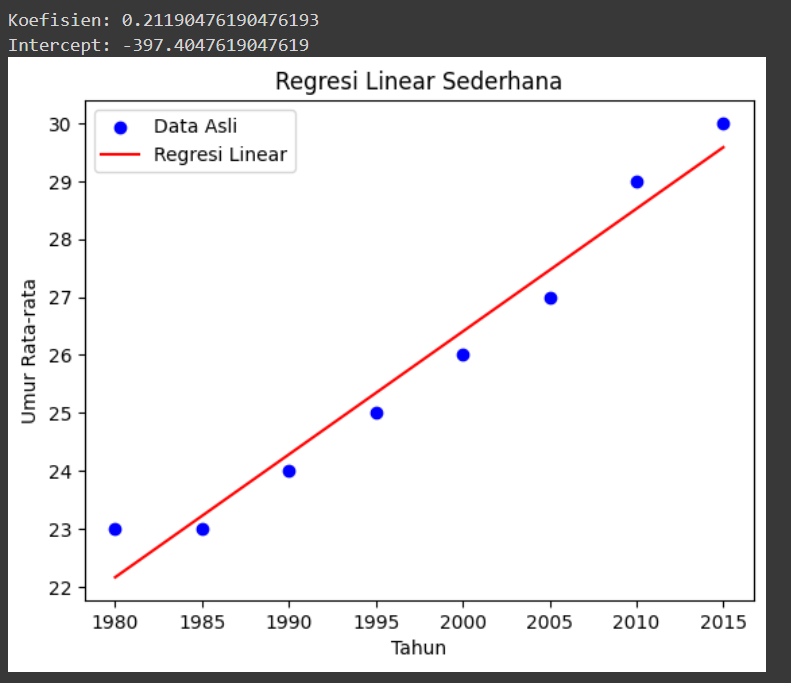 Koefisien: 0.21190476190476193
Intercept: -397.4047619047619
Regresi Linear Sederhana
Data Asli
Regresi Linear
30
29
28
27
26
25
24
23
22
Umur Rata-rata
1980 1985 1990 1995 2000 2005 2010 2015
Tahun